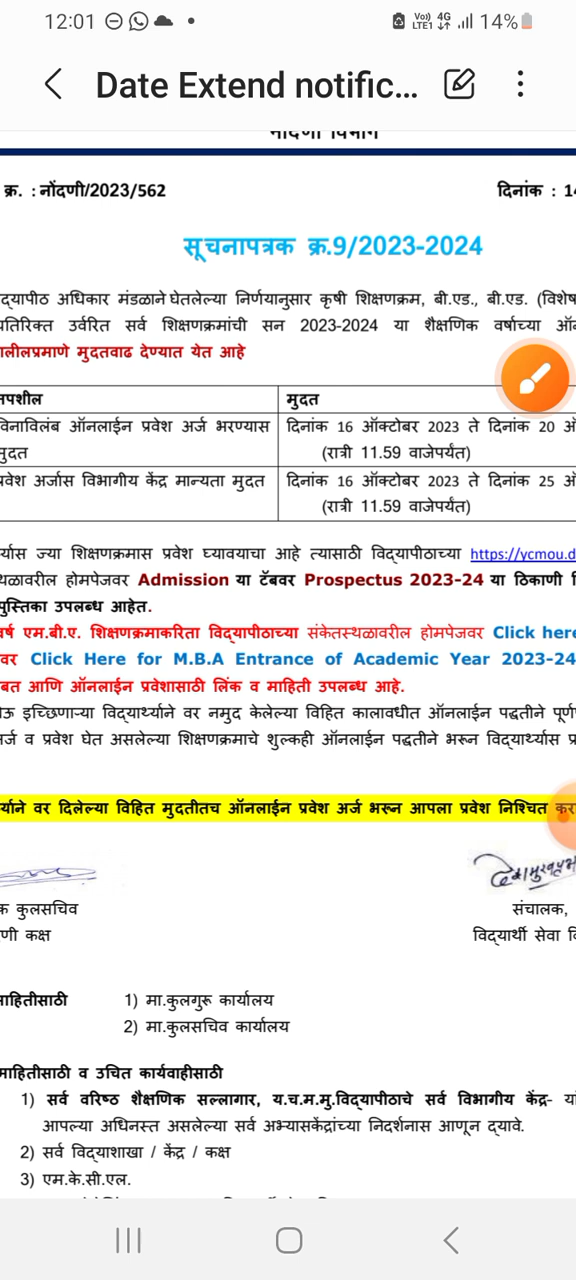 12:01 14%
Date Extend notific...
नोंदणी विभाग
क्र. : नोंदणी/2023/562 दिनांक : 14
सूचनापत्रक क्र.9/2023-2024
द्यापीठ अधिकार मंडळाने घेतलेल्या निर्णयानुसार कृषी शिक्षणक्रम, बी.एड., बी.एड. (विशेष
तिरिक्त उर्वरित सर्व शिक्षणक्रमांची सन 2023-2024 या शैक्षणिक वर्षाच्या ऑन
ालीलप्रमाणे मुदतवाढ देण्यात येत आहे
तपशील मुदत
विनाविलंब ऑनलाईन प्रवेश अर्ज भरण्यास दिनांक 16 ऑक्टोबर 2023 ते दिनांक 20 ऑ
मुदत (रात्री 11.59 वाजेपर्यंत)
प्रवेश अर्जास विभागीय केंद्र मान्यता मुदत दिनांक 16 ऑक्टोबर 2023 ते दिनांक 25 ऑ
(रात्री 11.59 वाजेपर्यंत)
र्थ्यास ज्या शिक्षणक्रमास प्रवेश घ्यावयाचा आहे त्यासाठी विद्यापीठाच्या https://ycmou.d
थळावरील होमपेजवर Admission या टॅबवर Prospectus 2023-24 या ठिकाणी
पुस्तिका उपलब्ध आहेत.
वर्ष एम.बी.ए. शिक्षणक्रमाकरिता विद्यापीठाच्या संकेतस्थळावरील होमपेजवर Click here
वर Click Here for M.B.A Entrance of Academic Year 2023-24
बत आणि ऑनलाईन प्रवेशासाठी लिंक व माहिती उपलब्ध आहे.
ऊ इच्छिणाऱ्या विद्यार्थ्याने वर नमुद केलेल्या विहित कालावधीत ऑनलाईन पद्धतीने पूर्ण
र्ज व प्रवेश घेत असलेल्या शिक्षणक्रमाचे शुल्कही ऑनलाईन पद्धतीने भरून विद्यार्थ्यास प्र
र्थ्याने वर दिलेल्या विहित मुदतीतच ऑनलाईन प्रवेश अर्ज भरून आपला प्रवेश निश्चित करा
क कुलसचिव संचालक,
णी कक्ष विद्यार्थी सेवा वि
माहितीसाठी 1) मा.कुलगुरू कार्यालय
2) मा.कुलसचिव कार्यालय
माहितीसाठी व उचित कार्यवाहीसाठी
1) सर्व वरिष्ठ शैक्षणिक सल्लागार, य.च.म.मु.विद्यापीठाचे सर्व विभागीय केंद्र- यां
आपल्या अधिनस्त असलेल्या सर्व अभ्यासकेंद्रांच्या निदर्शनास आणून द्यावे.
2) सर्व विद्याशाखा / केंद्र / कक्ष
3) एम.के.सी.एल.